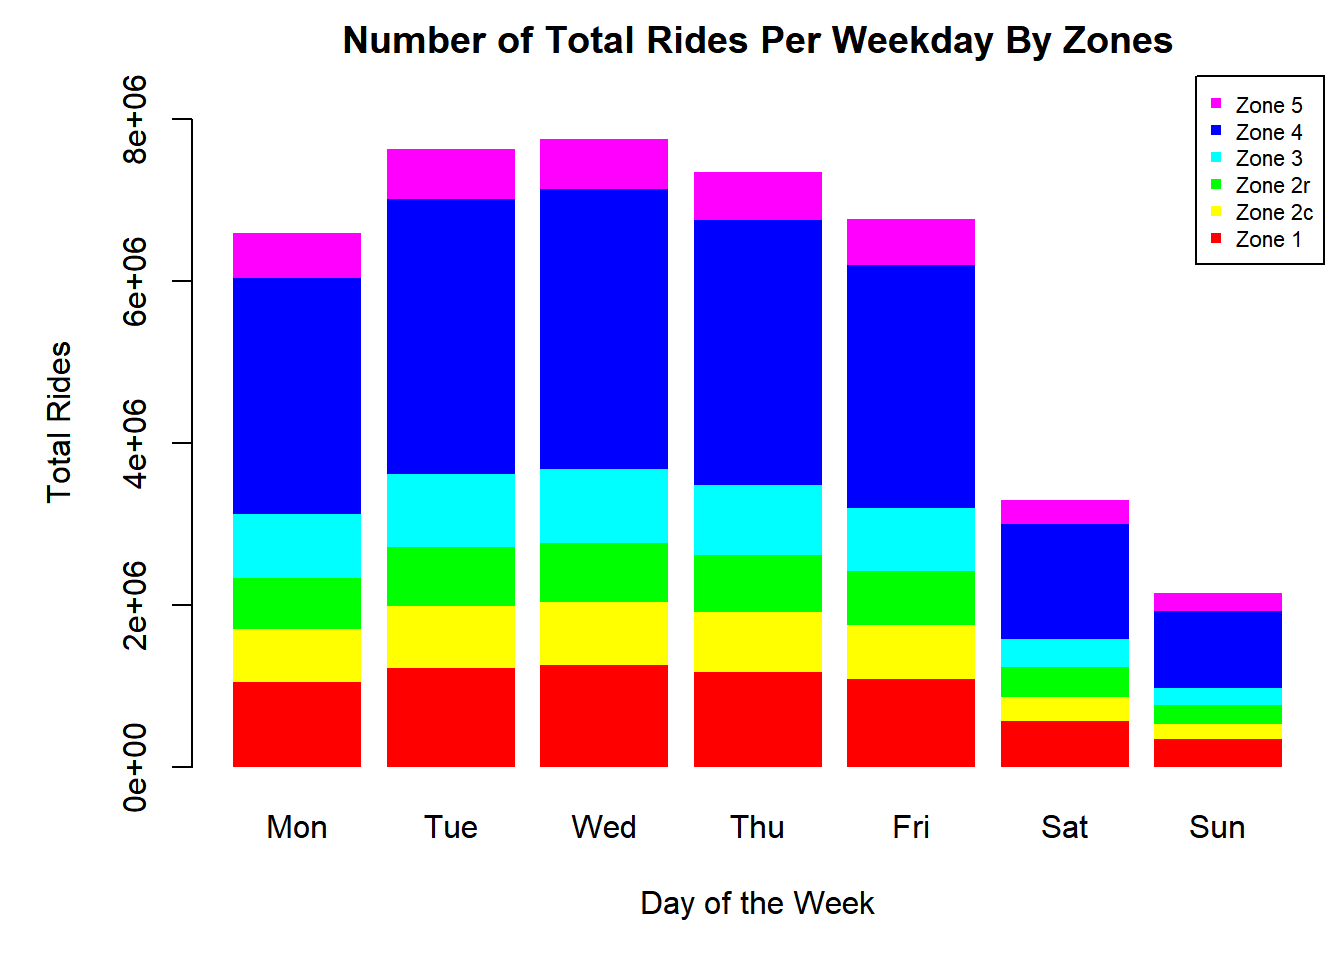 Number of Total Rides Per Weekday By Zones
Zone 5
Zone 4
Zone 3
Zone 2r
Zone 2c
Zone 1
8e+06
6e+06
4e+06
2e+06
0e+00
Total Rides
Mon Tue Wed Thu Fri Sat Sun
Day of the Week